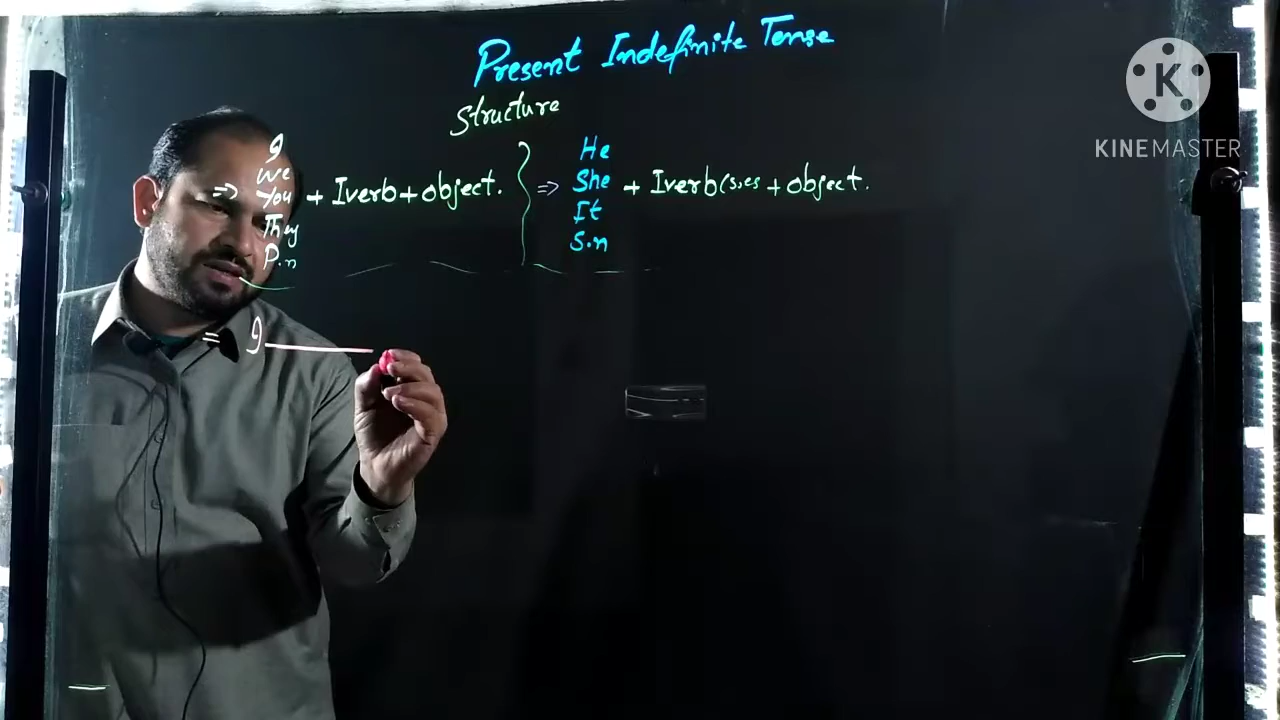 Present Indefinite Tense
Structure
I
We
=> You + Iverb + object. } => She + Iverb(s,es + object.
They
P.n
He
It
S.n
= I
K
KINEMASTER